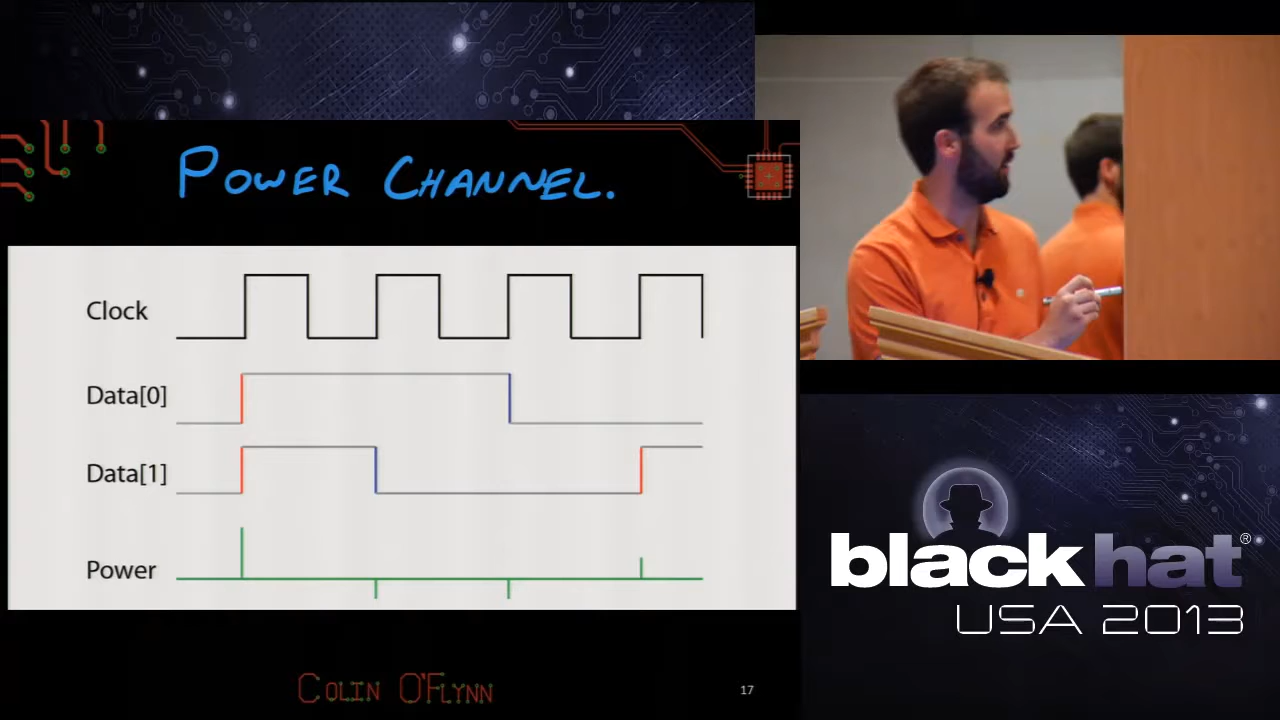 POWER CHANNEL.
Clock
Data[0]
Data[1]
Power
COLIN O'FLYNN
17
black hat®
USA 2013